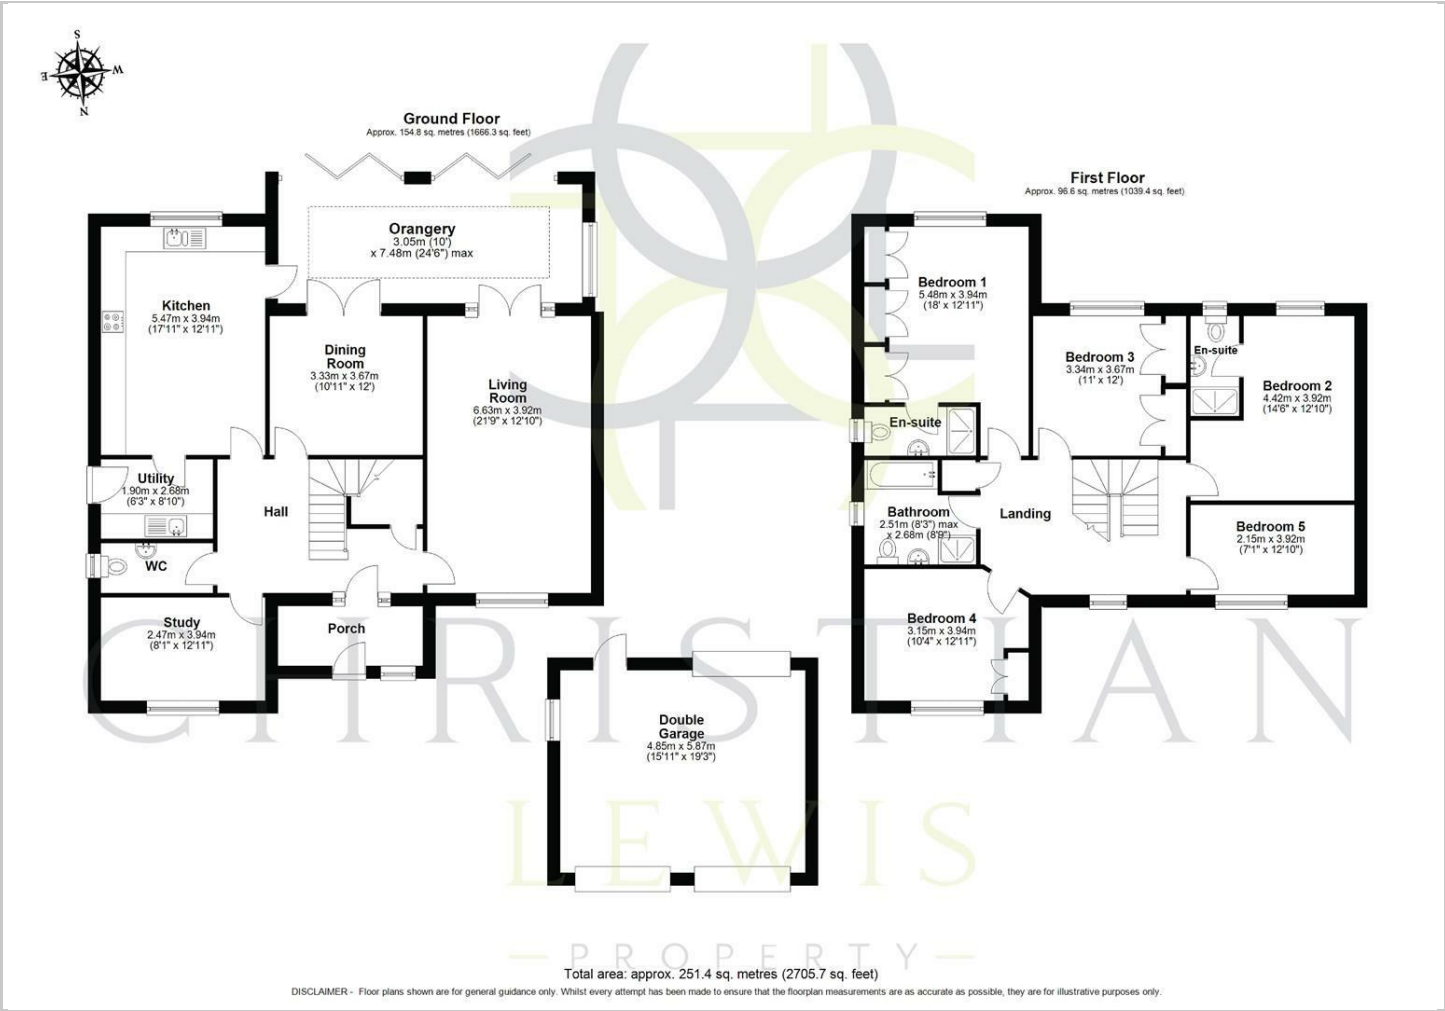 S
E
W
N
Ground Floor
Approx. 154.8 sq. metres (1666.3 sq. feet)
Orangery
3.05m (10')
x 7.48m (24'6") max
Kitchen
5.47m x 3.94m
(17'11" x 12'11")
Dining
Room
3.33m x 3.67m
(10'11" x 12')
Living
Room
6.63m x 3.92m
(21'9" x 12'10")
Utility
1.90m x 2.68m
(6'3" x 8'10")
Hall
WC
Study
2.47m x 3.94m
(8'1" x 12'11")
Porch
Double
Garage
4.85m x 5.87m
(15'11" x 19'3")
First Floor
Approx. 96.6 sq. metres (1039.4 sq. feet)
Bedroom 1
5.48m x 3.94m
(18' x 12'11")
Bedroom 3
3.34m x 3.67m
(11' x 12')
En-suite
Bedroom 2
4.42m x 3.92m
(14'6" x 12'10")
En-suite
Bathroom
2.51m (8'3") max
x 2.68m (8'9")
Landing
Bedroom 5
2.15m x 3.92m
(7'1" x 12'10")
Bedroom 4
3.15m x 3.94m
(10'4" x 12'11")
CHRISTIAN
LEWIS
PROPERTY
Total area: approx. 251.4 sq. metres (2705.7 sq. feet)
DISCLAIMER - Floor plans shown are for general guidance only. Whilst every attempt has been made to ensure that the floorplan measurements are as accurate as possible, they are for illustrative purposes only.